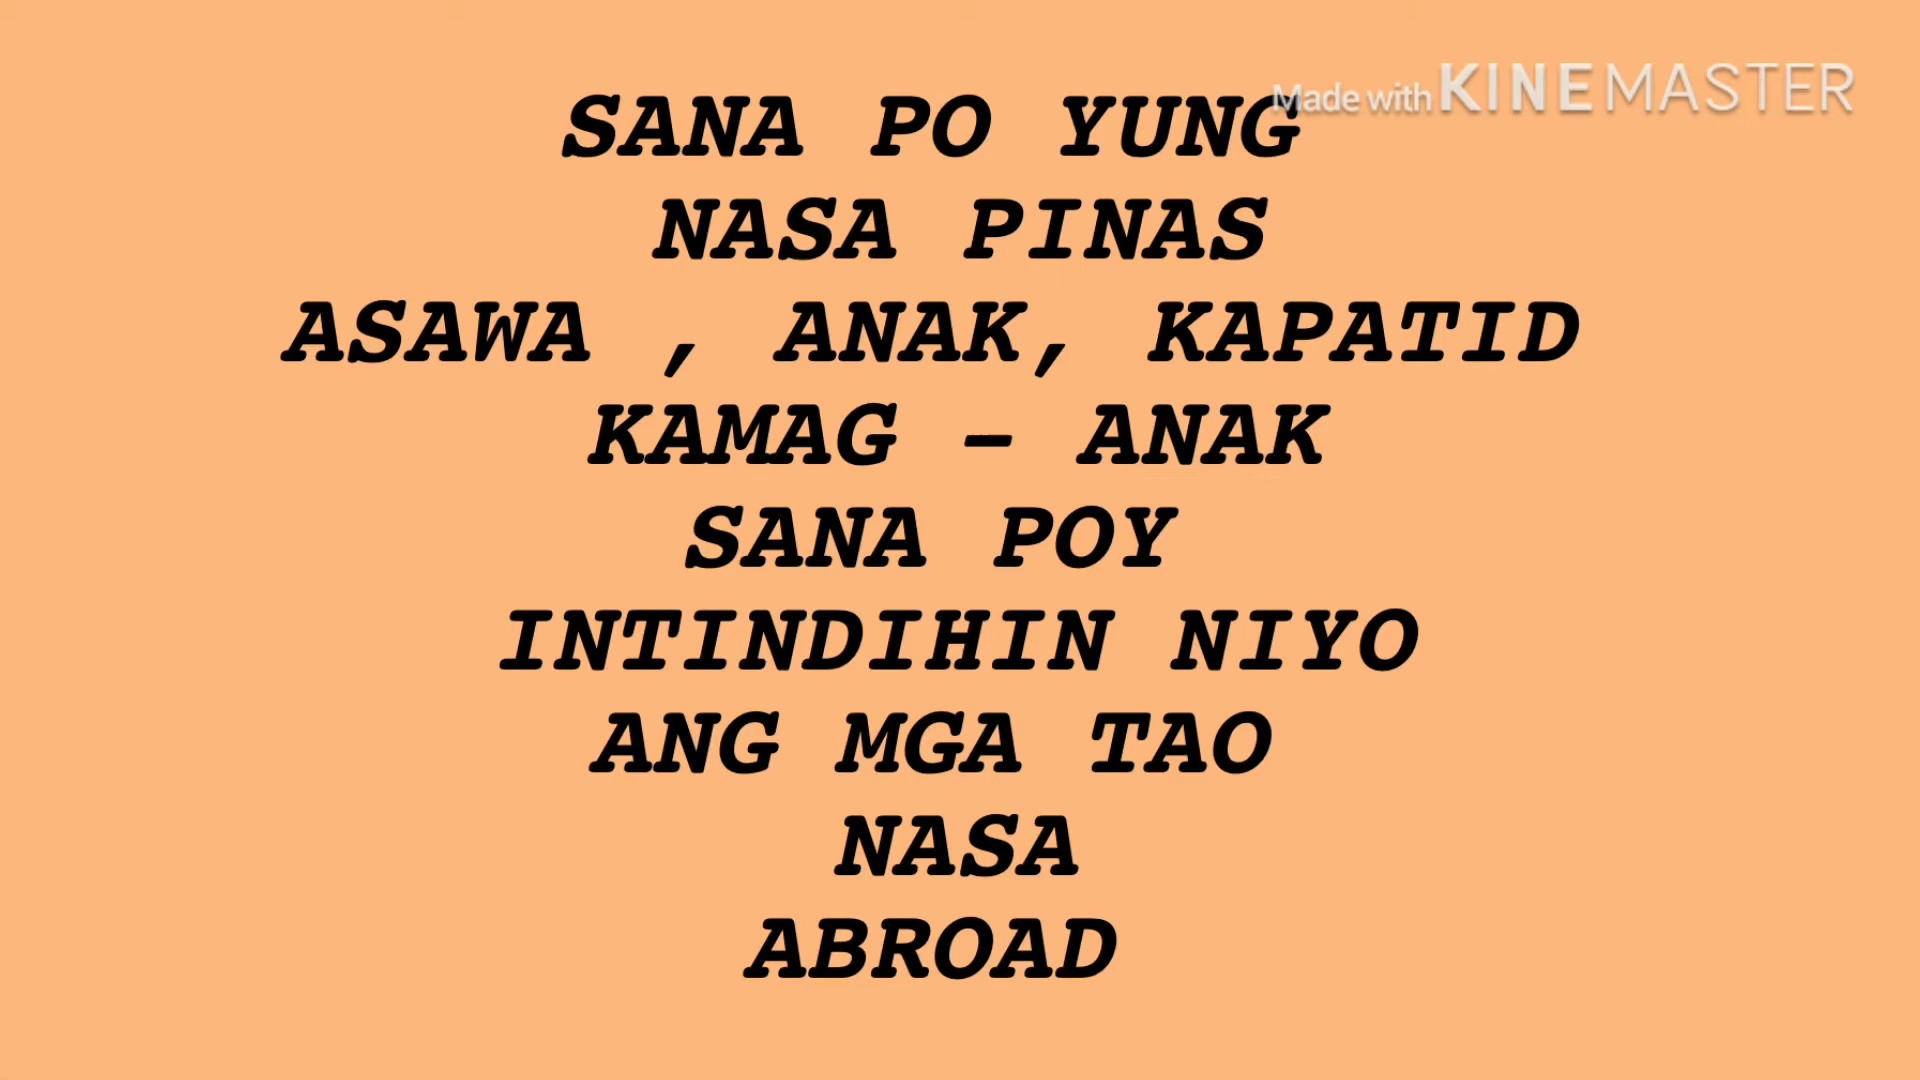 Made with KINEMASTER
SANA PO YUNG
NASA PINAS
ASAWA , ANAK, KAPATID
KAMAG - ANAK
SANA POY
INTINDIHIN NIYO
ANG MGA TAO
NASA
ABROAD